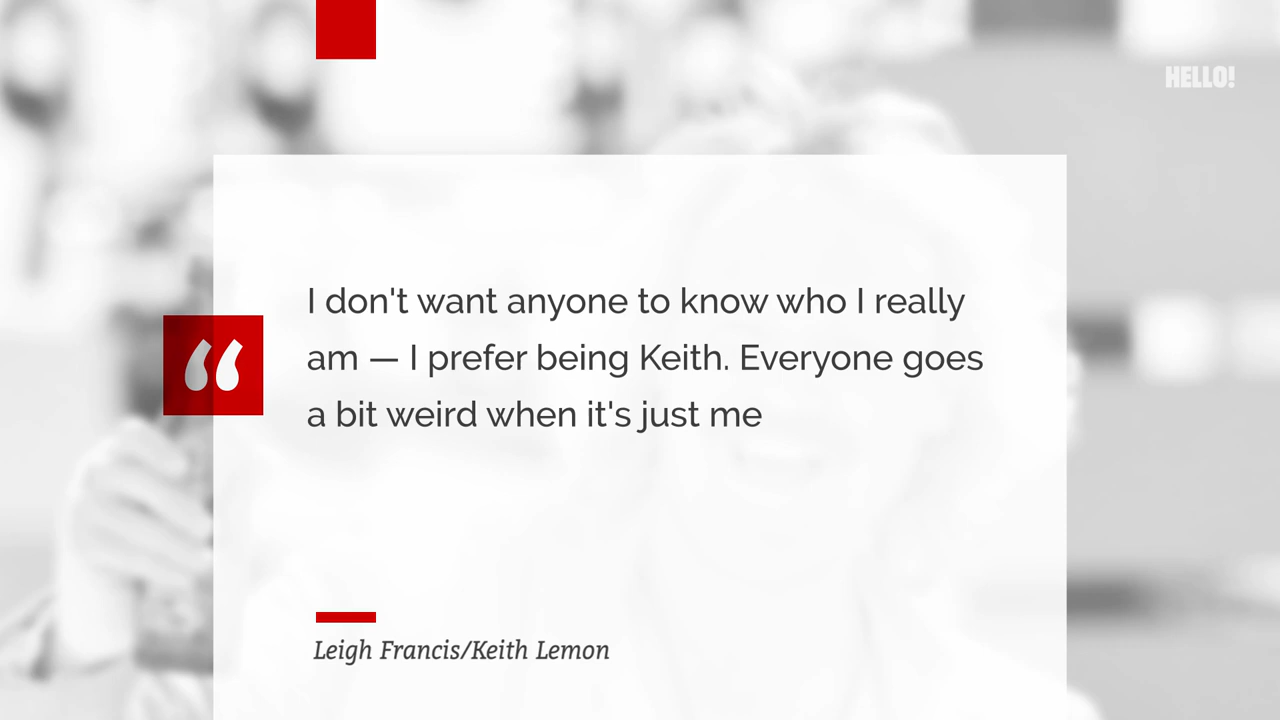 HELLO!
“
I don't want anyone to know who I really
am — I prefer being Keith. Everyone goes
a bit weird when it's just me
Leigh Francis/Keith Lemon